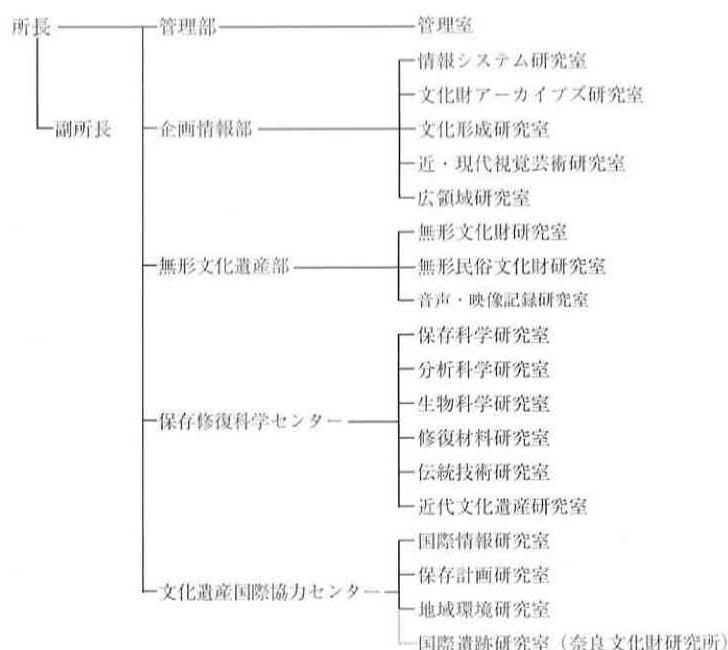 所長 管理部 管理室
情報システム研究室
文化財アーカイブズ研究室
副所長 企画情報部 文化形成研究室
近・現代視覚芸術研究室
広領域研究室
無形文化財研究室
無形文化遺産部 無形民俗文化財研究室
音声・映像記録研究室
保存科学研究室
分析科学研究室
生物科学研究室
保存修復科学センター
修復材料研究室
伝統技術研究室
近代文化遺産研究室
国際情報研究室
保存計画研究室
文化遺産国際協力センター
地域環境研究室
国際遺跡研究室(奈良文化財研究所)